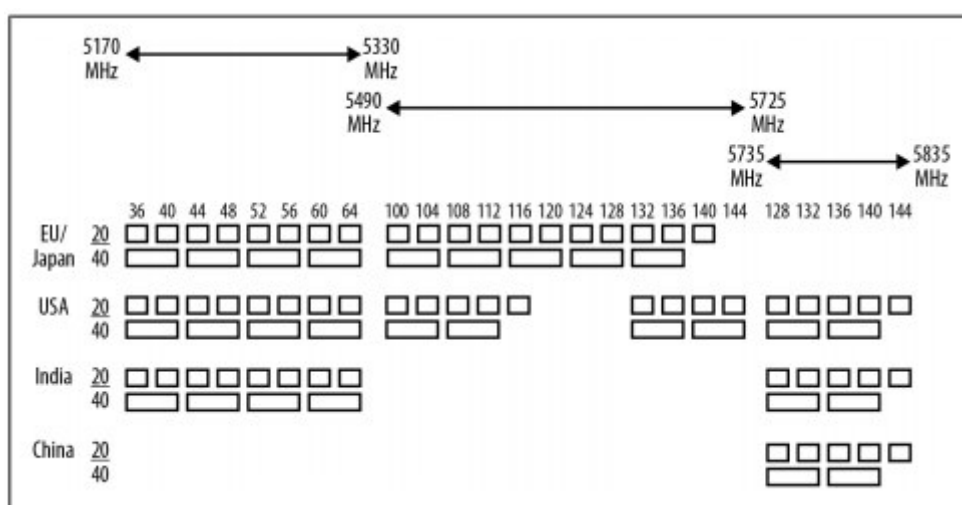 5170 MHz 5330 MHz
5490 MHz 5725 MHz
5735 MHz 5835 MHz
36 40 44 48 52 56 60 64 100 104 108 112 116 120 124 128 132 136 140 144 128 132 136 140 144
EU/ Japan 20
40
USA 20
40
India 20
40
China 20
40